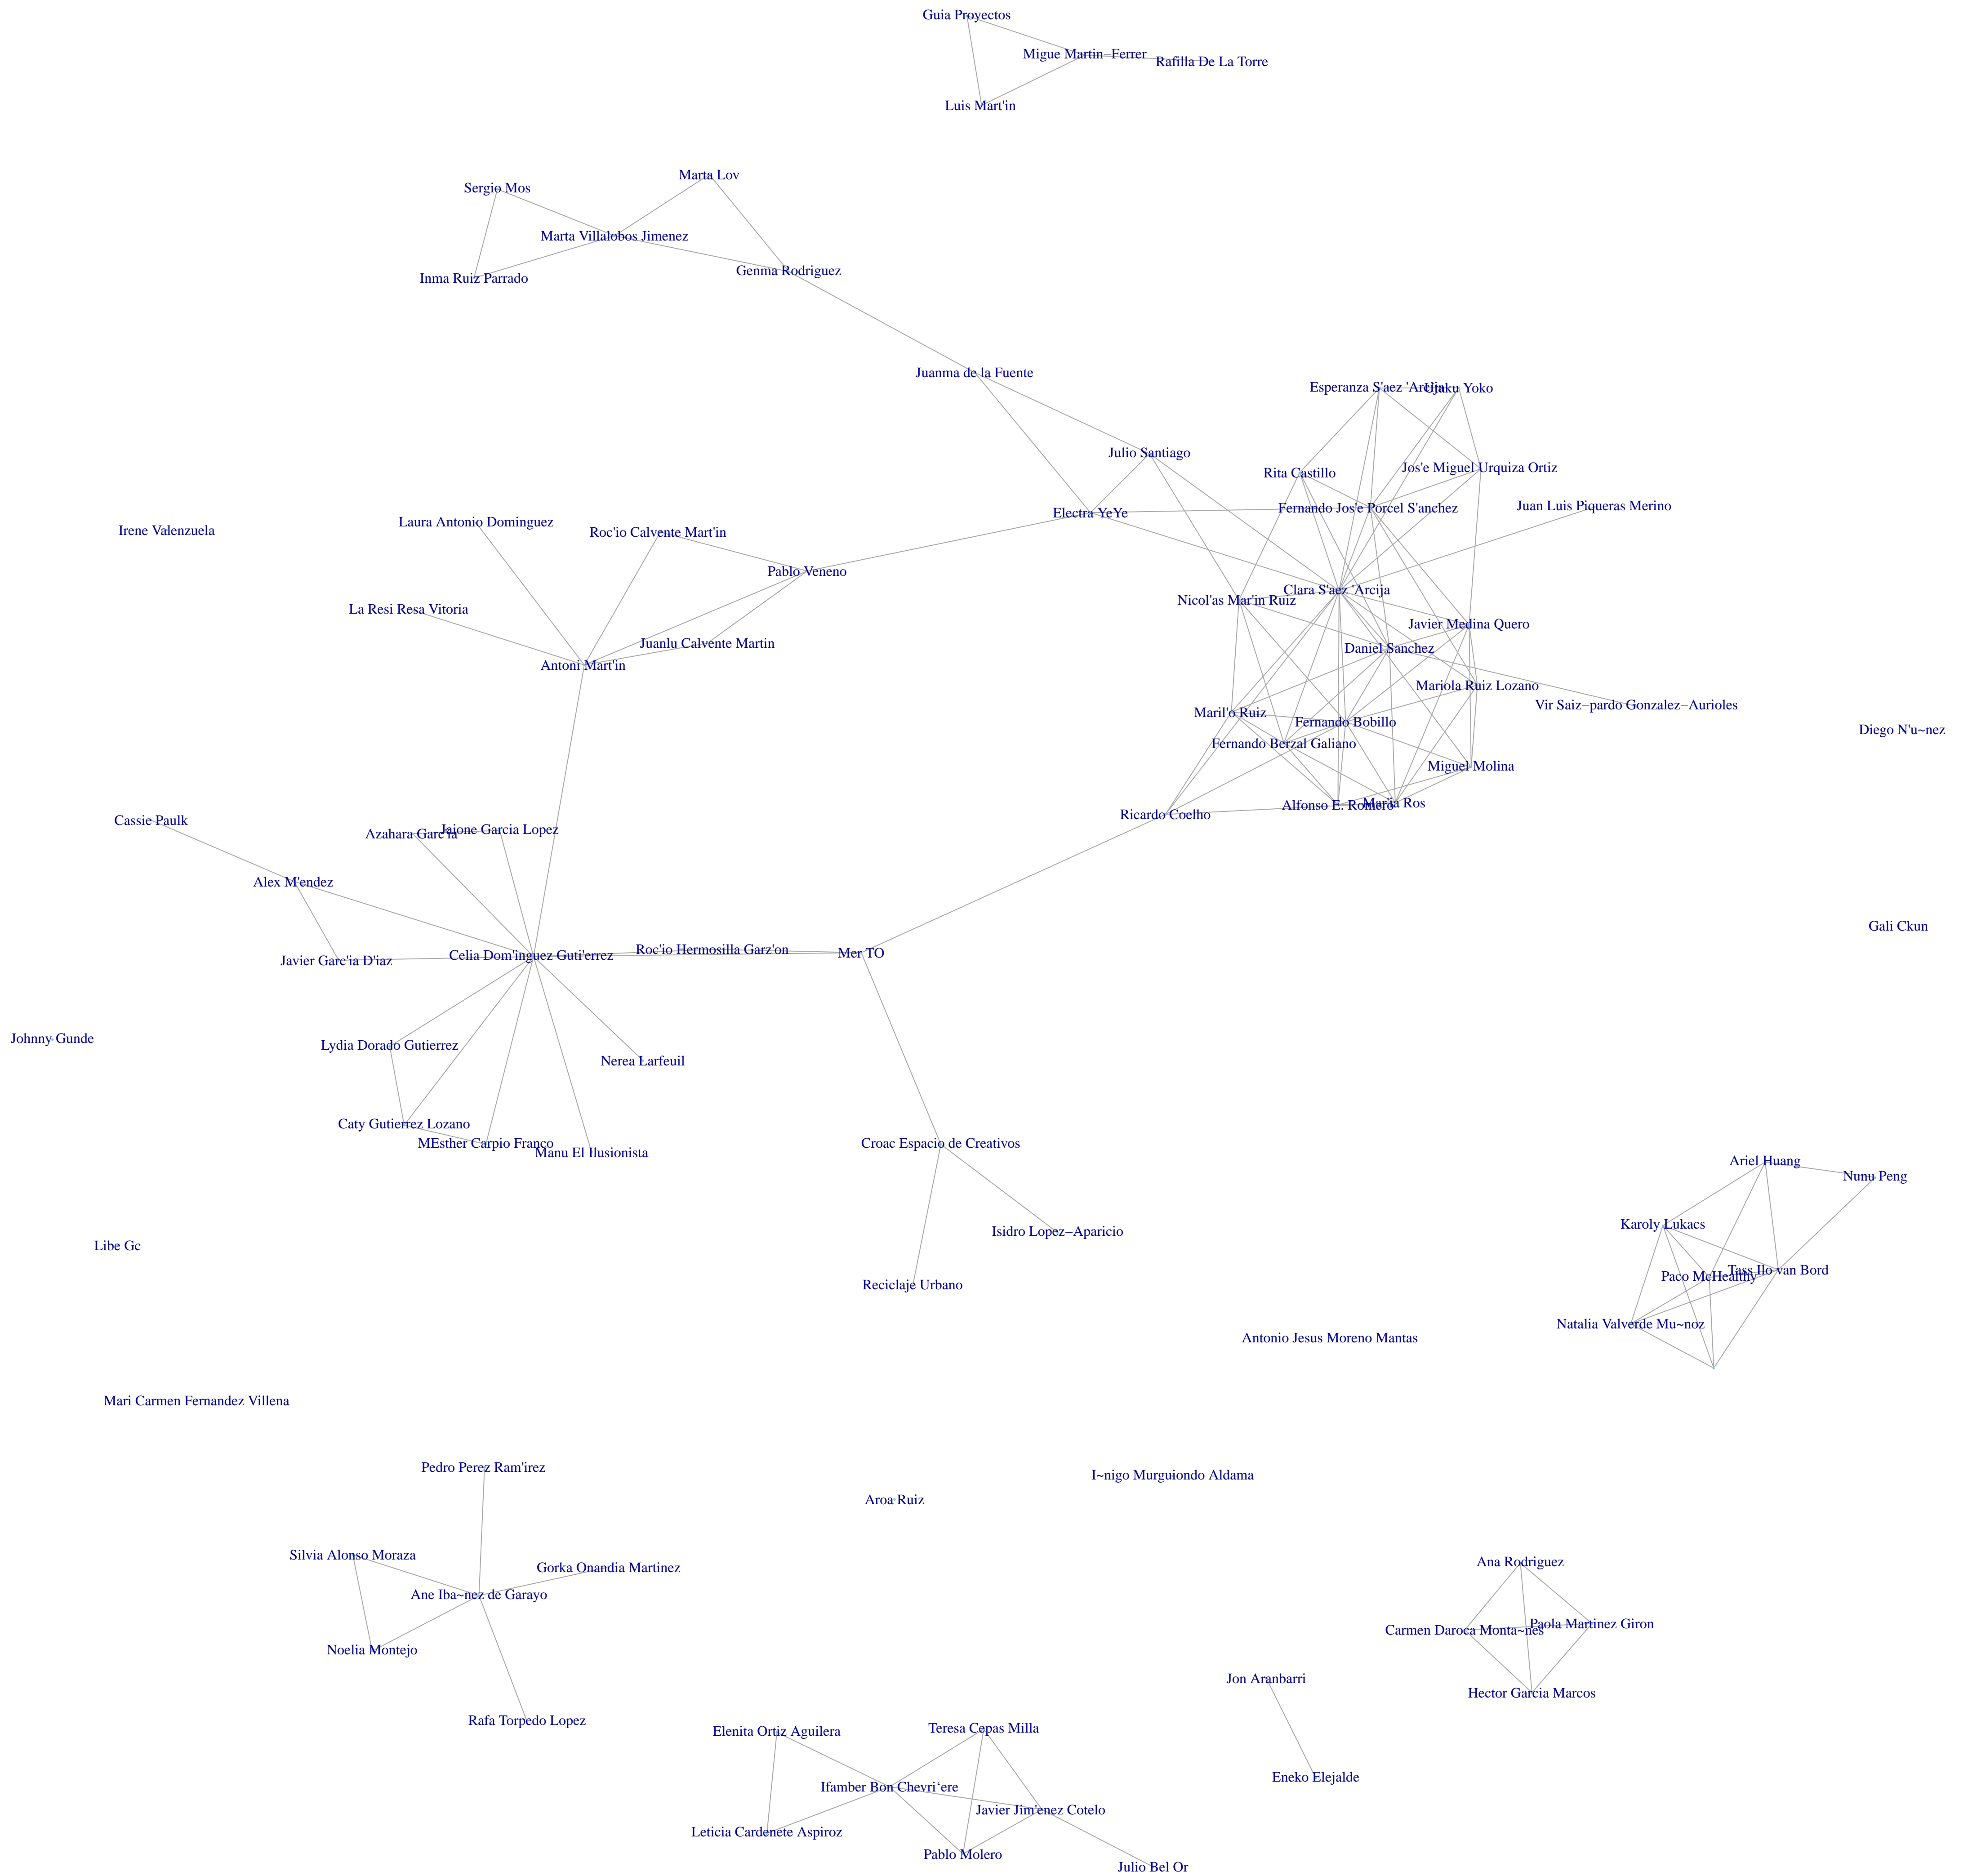 Guia Proyectos
Migue Martin−Ferrer
Rafilla De La Torre
Luis Mart'in
Marta Lov
Sergio Mos
Marta Villalobos Jimenez
Genma Rodriguez
Inma Ruiz Parrado
Juanma de la Fuente
Esperanza S'aez 'Arcija
Utaku Yoko
Julio Santiago
Rita Castillo
Jos'e Miguel Urquiza Ortiz
Fernando Jos'e Porcel S'anchez
Juan Luis Piqueras Merino
Electra YeYe
Laura Antonio Dominguez
Irene Valenzuela
Roc'io Calvente Mart'in
Pablo Veneno
Clara S'aez 'Arcija
Nicol'as Mar'in Ruiz
La Resi Resa Vitoria
Javier Medina Quero
Juanlu Calvente Martin
Daniel Sanchez
Antoni Mart'in
Mariola Ruiz Lozano
Vir Saiz−pardo Gonzalez−Aurioles
Maril'o Ruiz
Fernando Bobillo
Diego N'u~nez
Fernando Berzal Galiano
Miguel Molina
Alfonso E. Romero
Mar'ia Ros
Ricardo Coelho
Cassie Paulk
Azahara Garc'ia
Jaione Garcia Lopez
Alex M'endez
Gali Ckun
Roc'io Hermosilla Garz'on
Mer TO
Celia Dom'inguez Guti'errez
Javier Garc'ia D'iaz
Johnny Gunde
Lydia Dorado Gutierrez
Nerea Larfeuil
Caty Gutierrez Lozano
MEsther Carpio Franco
Croac Espacio de Creativos
Manu El Ilusionista
Ariel Huang
Nunu Peng
Karoly Lukacs
Isidro Lopez−Aparicio
Libe Gc
Tass Ilo van Bord
Paco McHealthy
Reciclaje Urbano
Natalia Valverde Mu~noz
Antonio Jesus Moreno Mantas
Mari Carmen Fernandez Villena
Pedro Perez Ram'irez
I~nigo Murguiondo Aldama
Aroa Ruiz
Silvia Alonso Moraza
Ana Rodriguez
Gorka Onandia Martinez
Ane Iba~nez de Garayo
Paola Martinez Giron
Carmen Daroca Monta~nes
Noelia Montejo
Jon Aranbarri
Hector Garcia Marcos
Rafa Torpedo Lopez
Teresa Cepas Milla
Elenita Ortiz Aguilera
Eneko Elejalde
Ifamber Bon Chevri‘ere
Javier Jim'enez Cotelo
Leticia Cardenete Aspiroz
Pablo Molero
Julio Bel Or